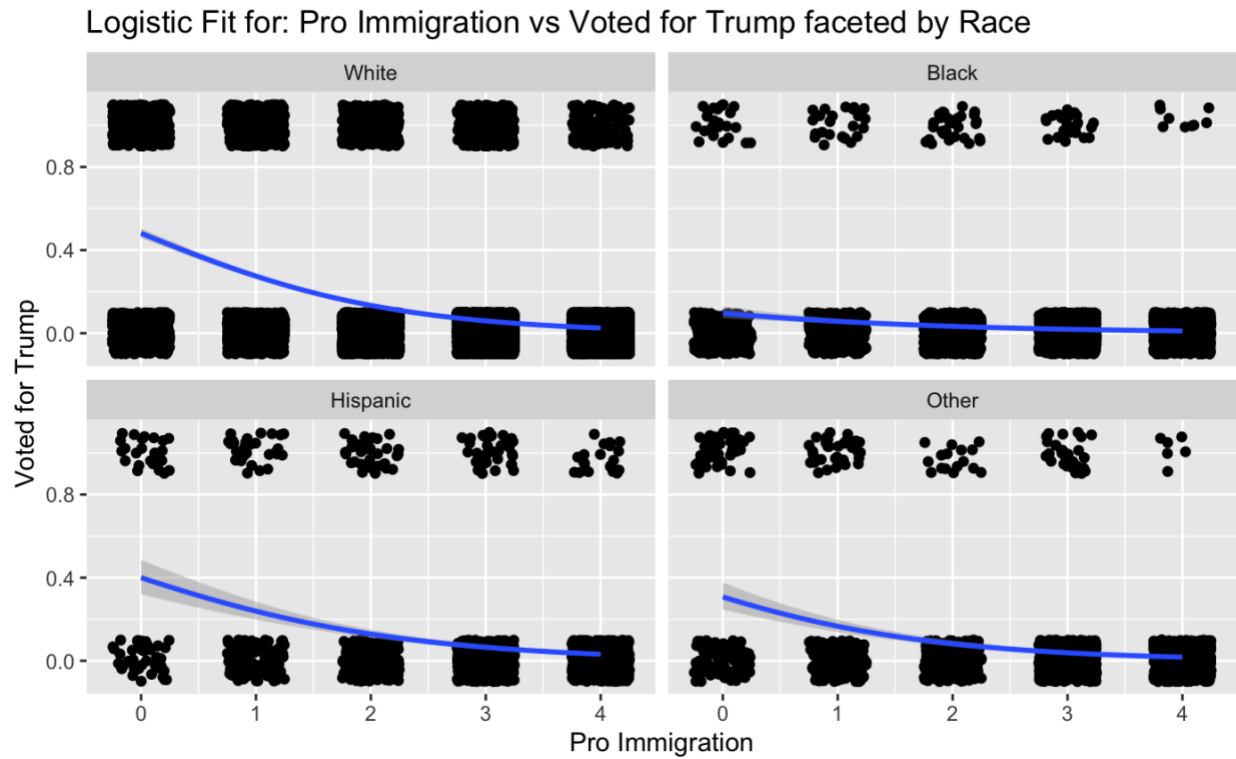 Logistic Fit for: Pro Immigration vs Voted for Trump faceted by Race
White
Black
0.8
0.4
0.0
Hispanic
Other
0.8
0.4
0.0
0 1 2 3 4
0 1 2 3 4
Voted for Trump
Pro Immigration